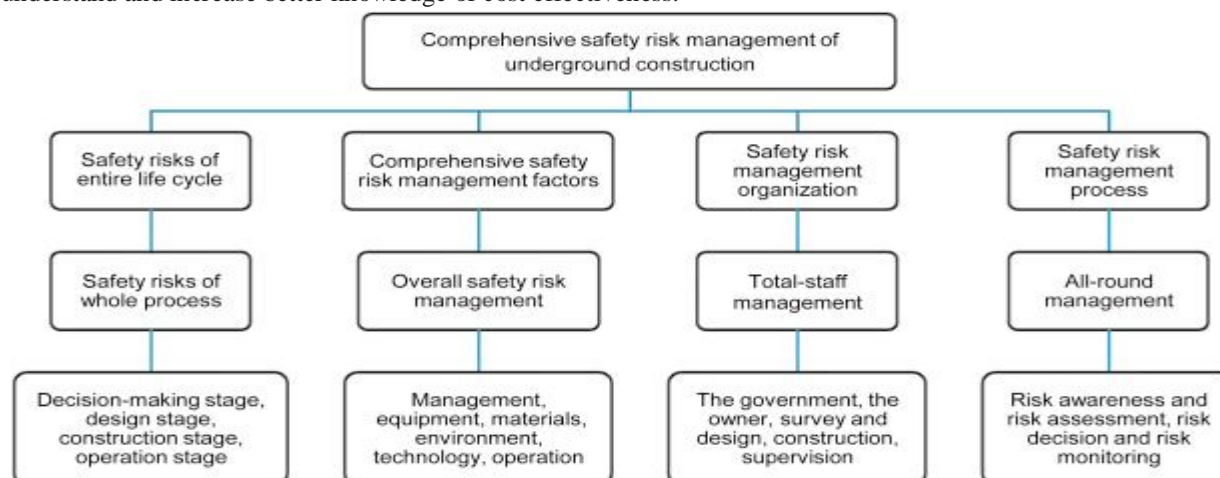 understand and increase better knowledge of cost effectiveness.
Comprehensive safety risk management of
underground construction
Safety risks of
entire life cycle
Comprehensive safety
risk management factors
Safety risk
management
organization
Safety risk
management
process
Safety risks of
whole process
Overall safety risk
management
Total-staff
management
All-round
management
Decision-making stage,
design stage,
construction stage,
operation stage
Management,
equipment, materials,
environment,
technology, operation
The government, the
owner, survey and
design, construction,
supervision
Risk awareness and
risk assessment, risk
decision and risk
monitoring